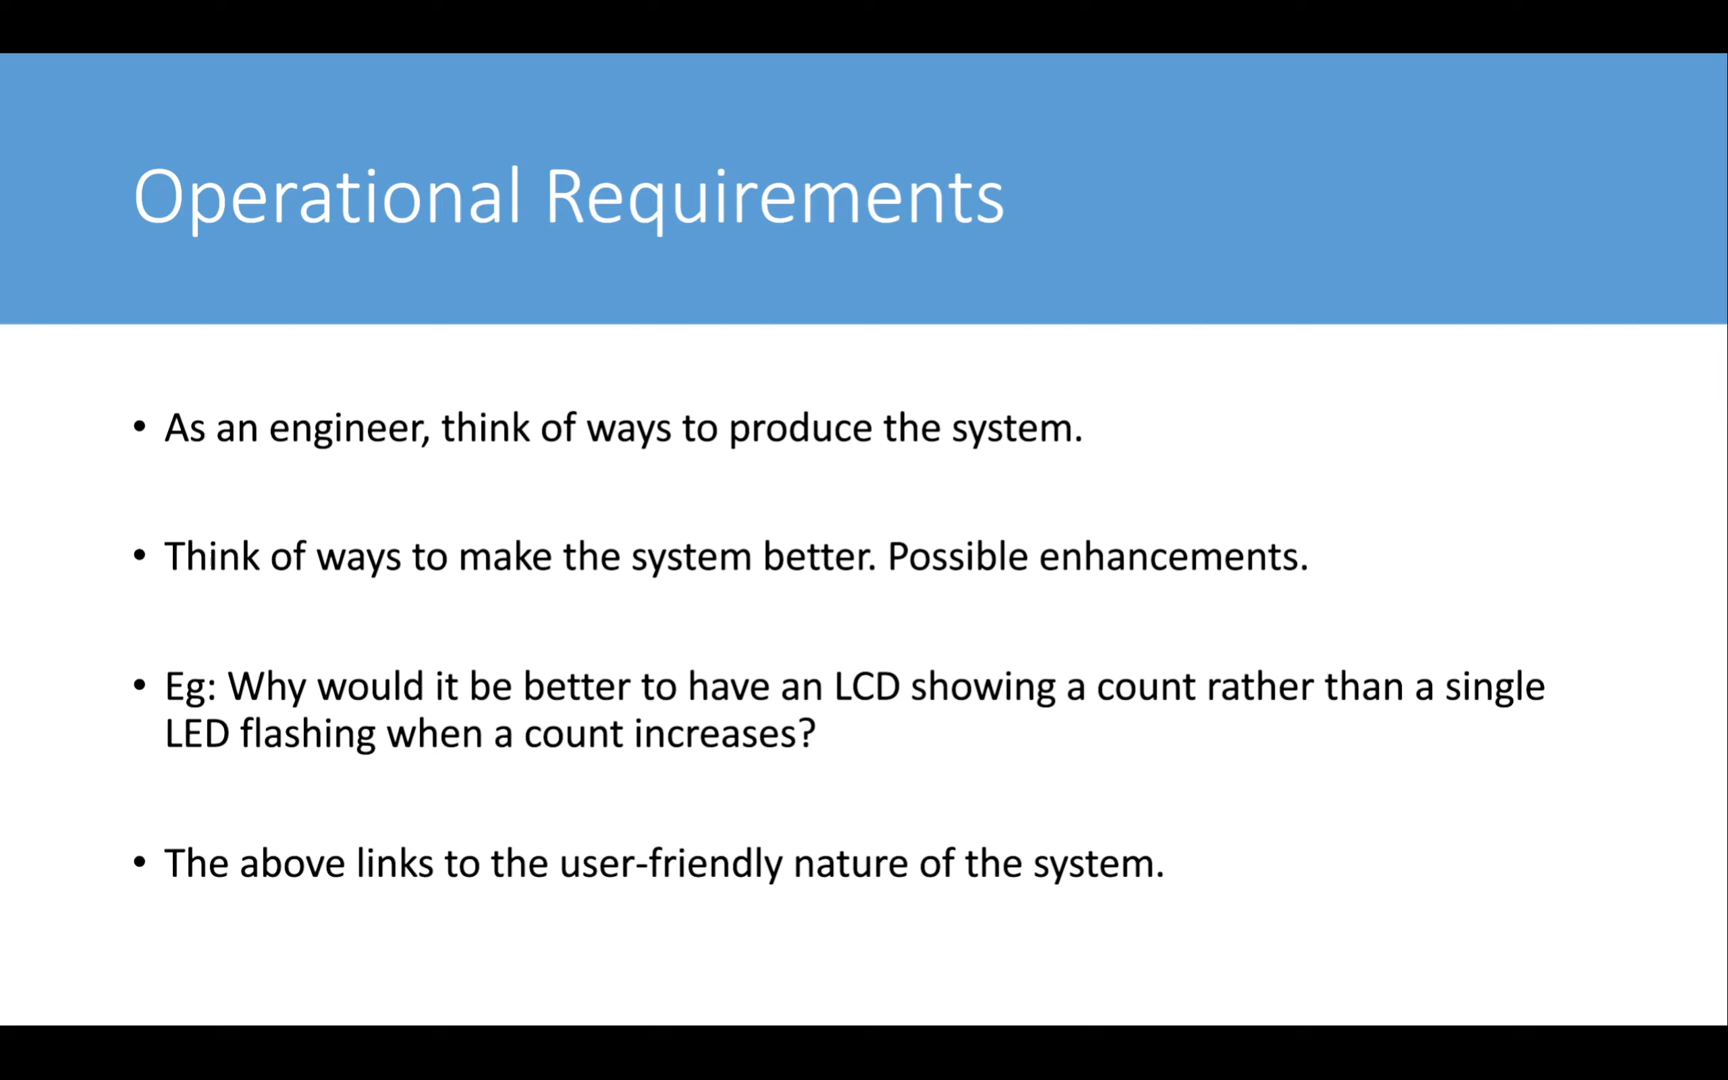 Operational Requirements
• As an engineer, think of ways to produce the system.
• Think of ways to make the system better. Possible enhancements.
• Eg: Why would it be better to have an LCD showing a count rather than a single
LED flashing when a count increases?
• The above links to the user-friendly nature of the system.